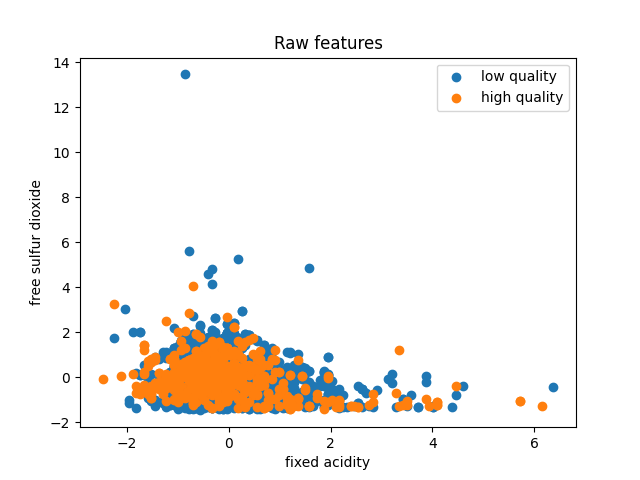 Raw features
low quality
high quality
14
12
10
8
6
4
2
0
−2
free sulfur dioxide
−2
0
2
4
6
fixed acidity